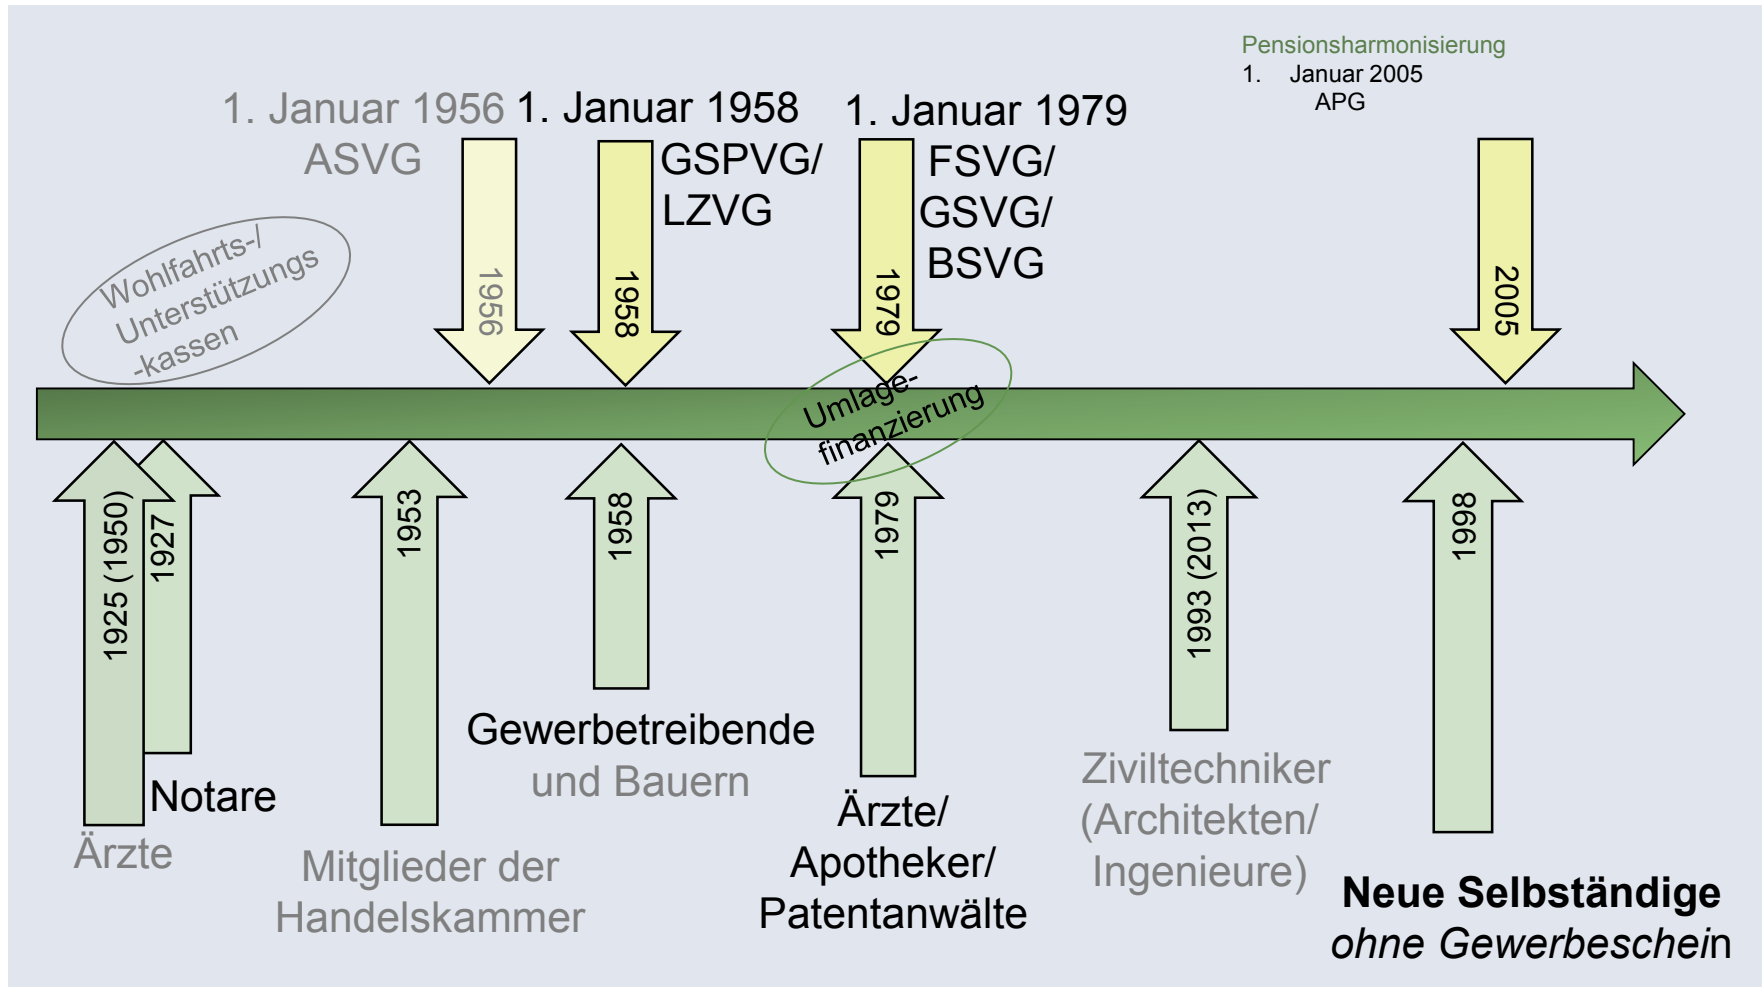 Pensionsharmonisierung
1. Januar 2005
APG
1. Januar 1956
ASVG
1. Januar 1958
GSPVG/
LZVG
1. Januar 1979
FSVG/
GSVG/
BSVG
Wohlfahrts-/
Unterstützungs
-kassen
1956
1958
1979
2005
Umlage-
finanzierung
1925 (1950)
1927
1953
1958
1979
1993 (2013)
1998
Ärzte
Notare
Mitglieder der
Handelskammer
Gewerbetreibende
und Bauern
Ärzte/
Apotheker/
Patentanwälte
Ziviltechniker
(Architekten/
Ingenieure)
Neue Selbständige
ohne Gewerbeschein